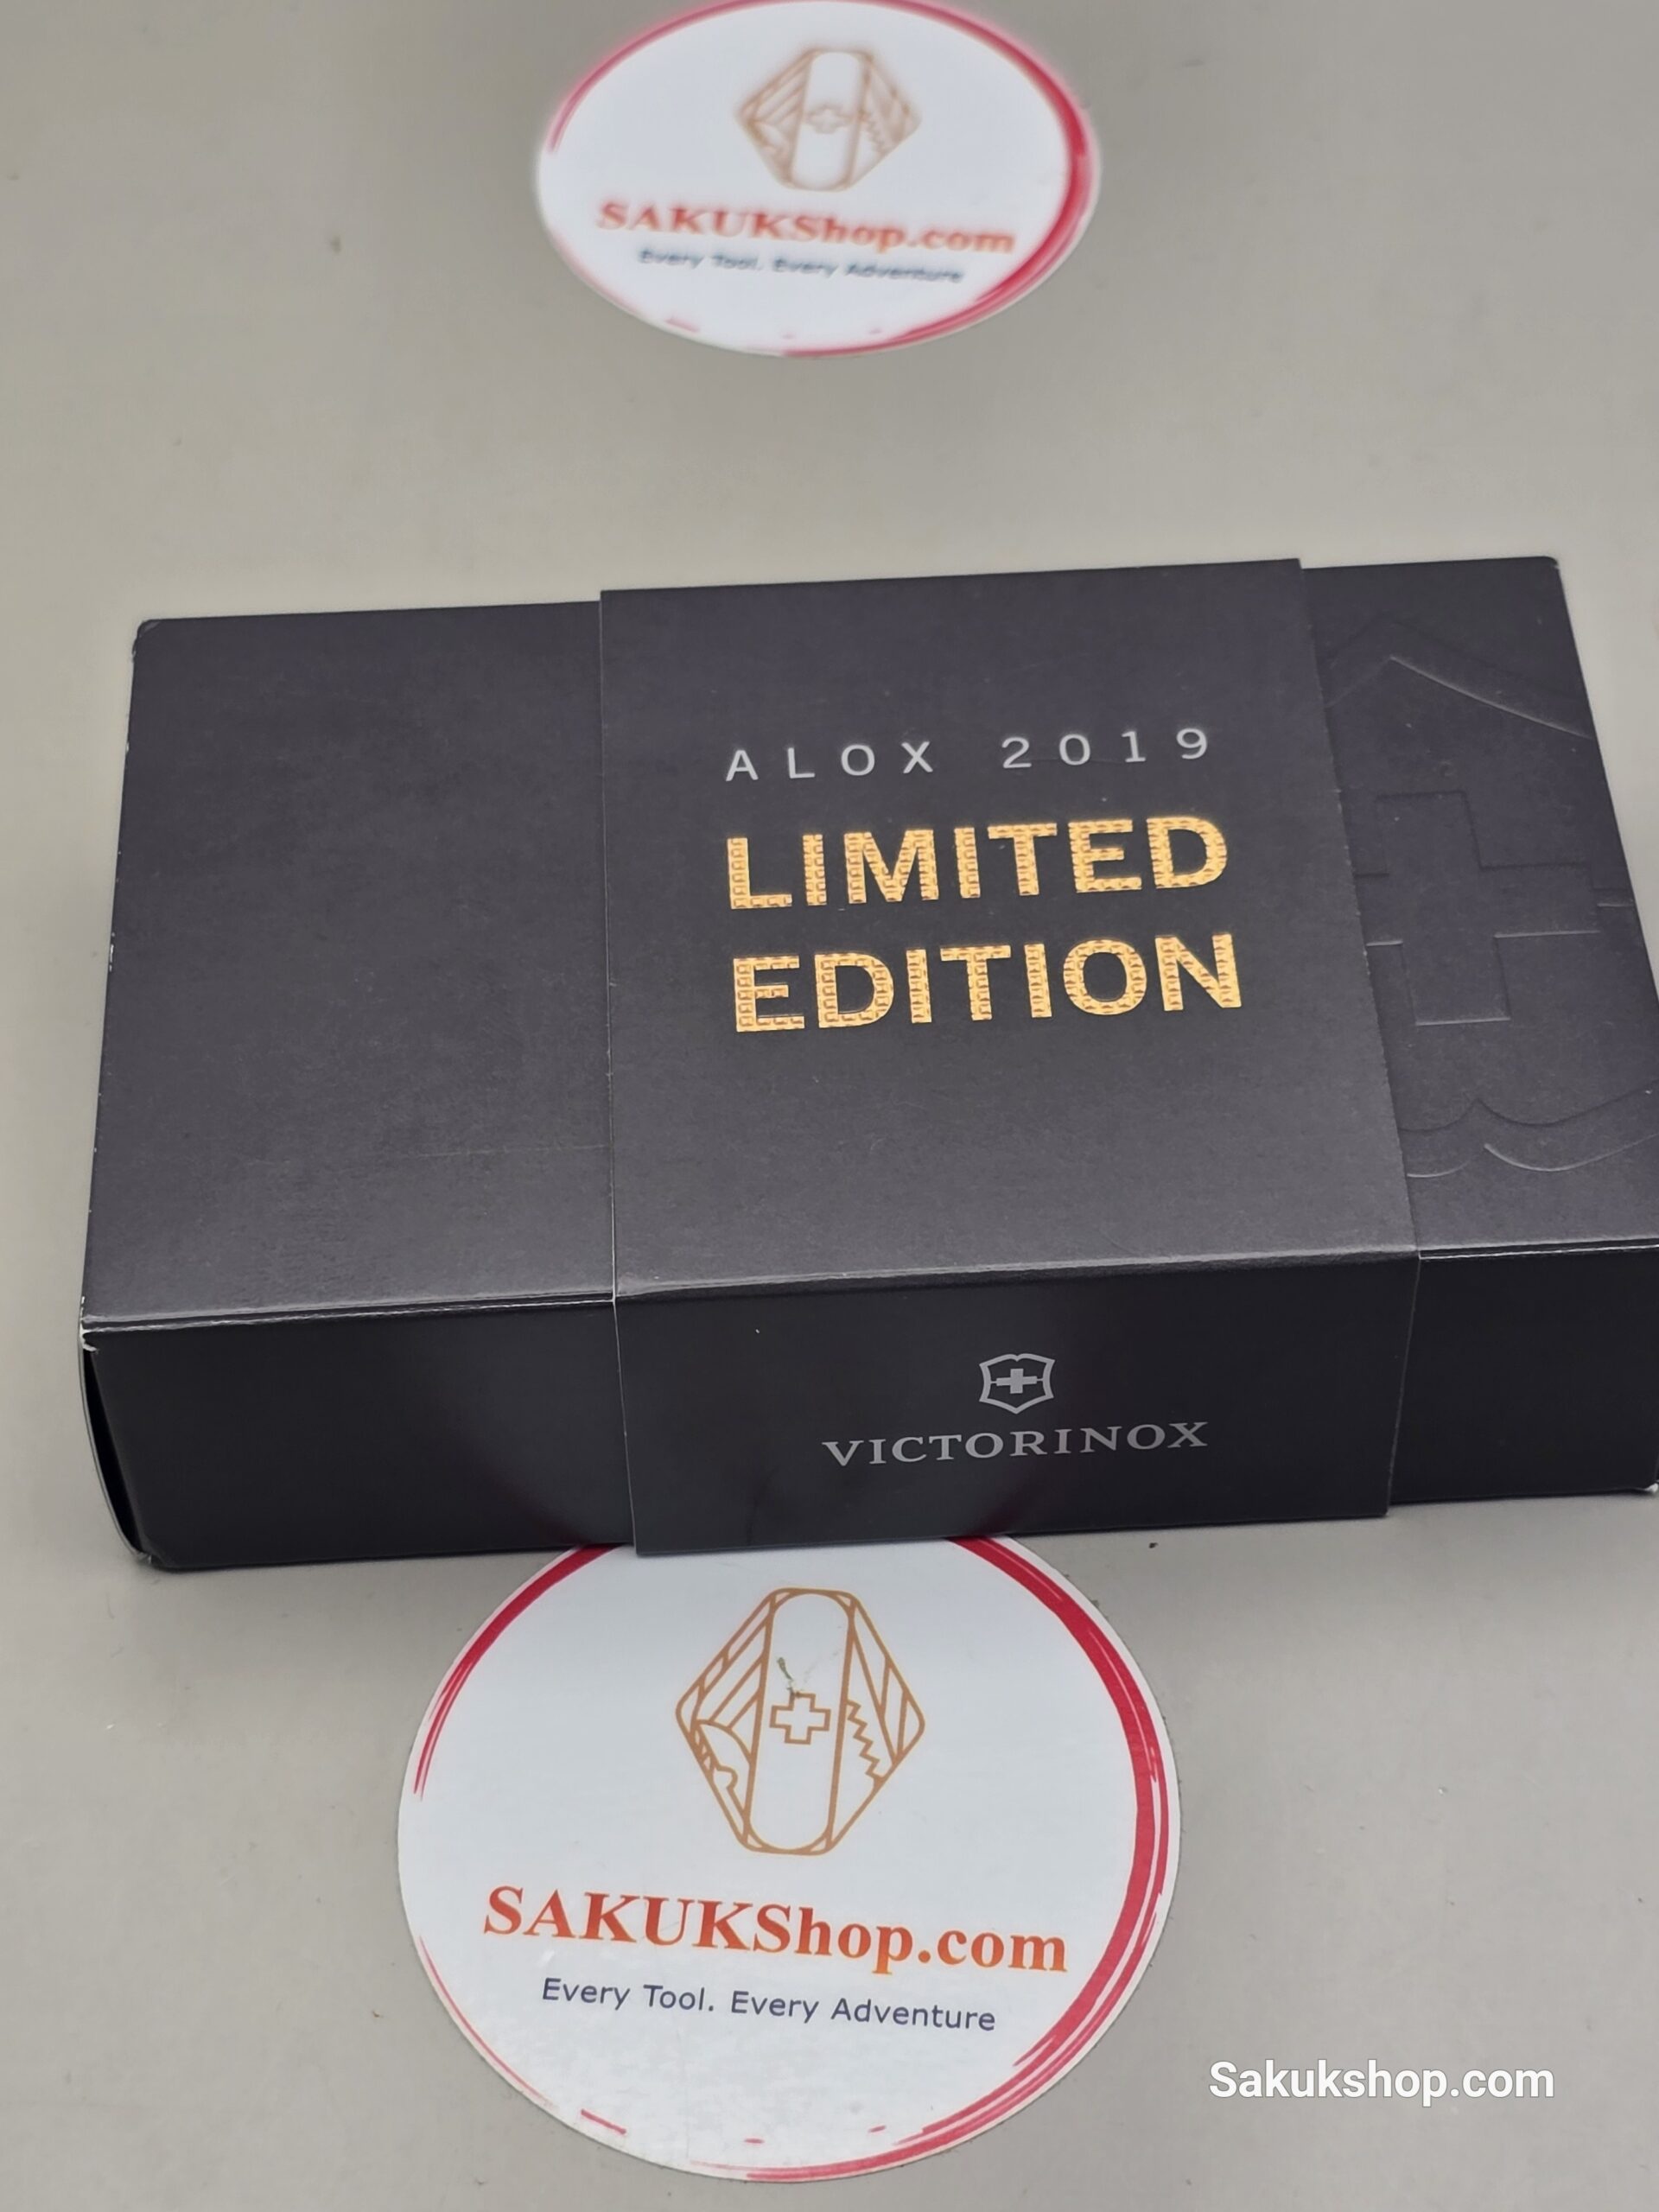 SAKUKShop.com
Every Tool. Every Adventure
ALOX 2019
LIMITED
EDITION
VICTORINOX
SAKUKShop.com
Every Tool. Every Adventure
Sakukshop.com